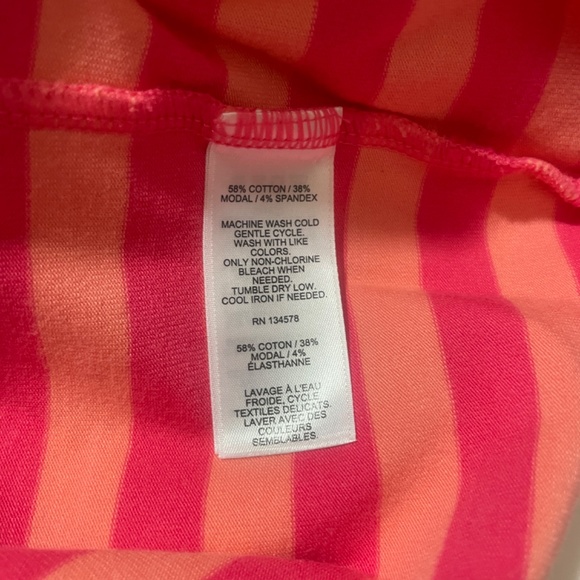 58% COTTON / 38%
MODAL / 4% SPANDEX
MACHINE WASH COLD
GENTLE CYCLE.
WASH WITH LIKE
COLORS.
ONLY NON-CHLORINE
BLEACH WHEN
NEEDED.
TUMBLE DRY LOW.
COOL IRON IF NEEDED.
RN 134578
58% COTON / 38%
MODAL / 4%
ÉLASTHANNE
LAVAGE À L'EAU
FROIDE, CYCLE
TEXTILES DÉLICATS.
LAVER AVEC DES
COULEURS
SEMBLABLES.